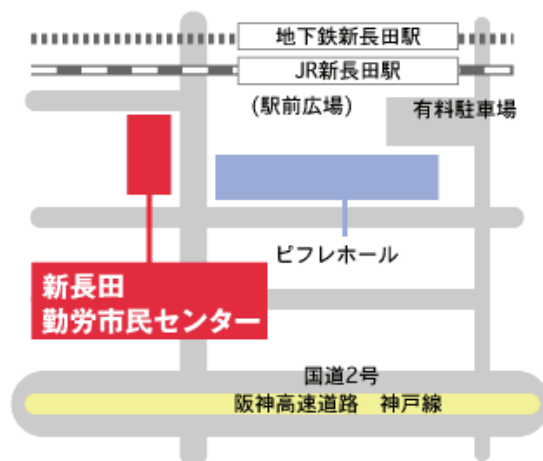 地下鉄新長田駅
JR新長田駅
(駅前広場)
有料駐車場
ピフレホール
新長田
勤労市民センター
国道2号
阪神高速道路　神戸線